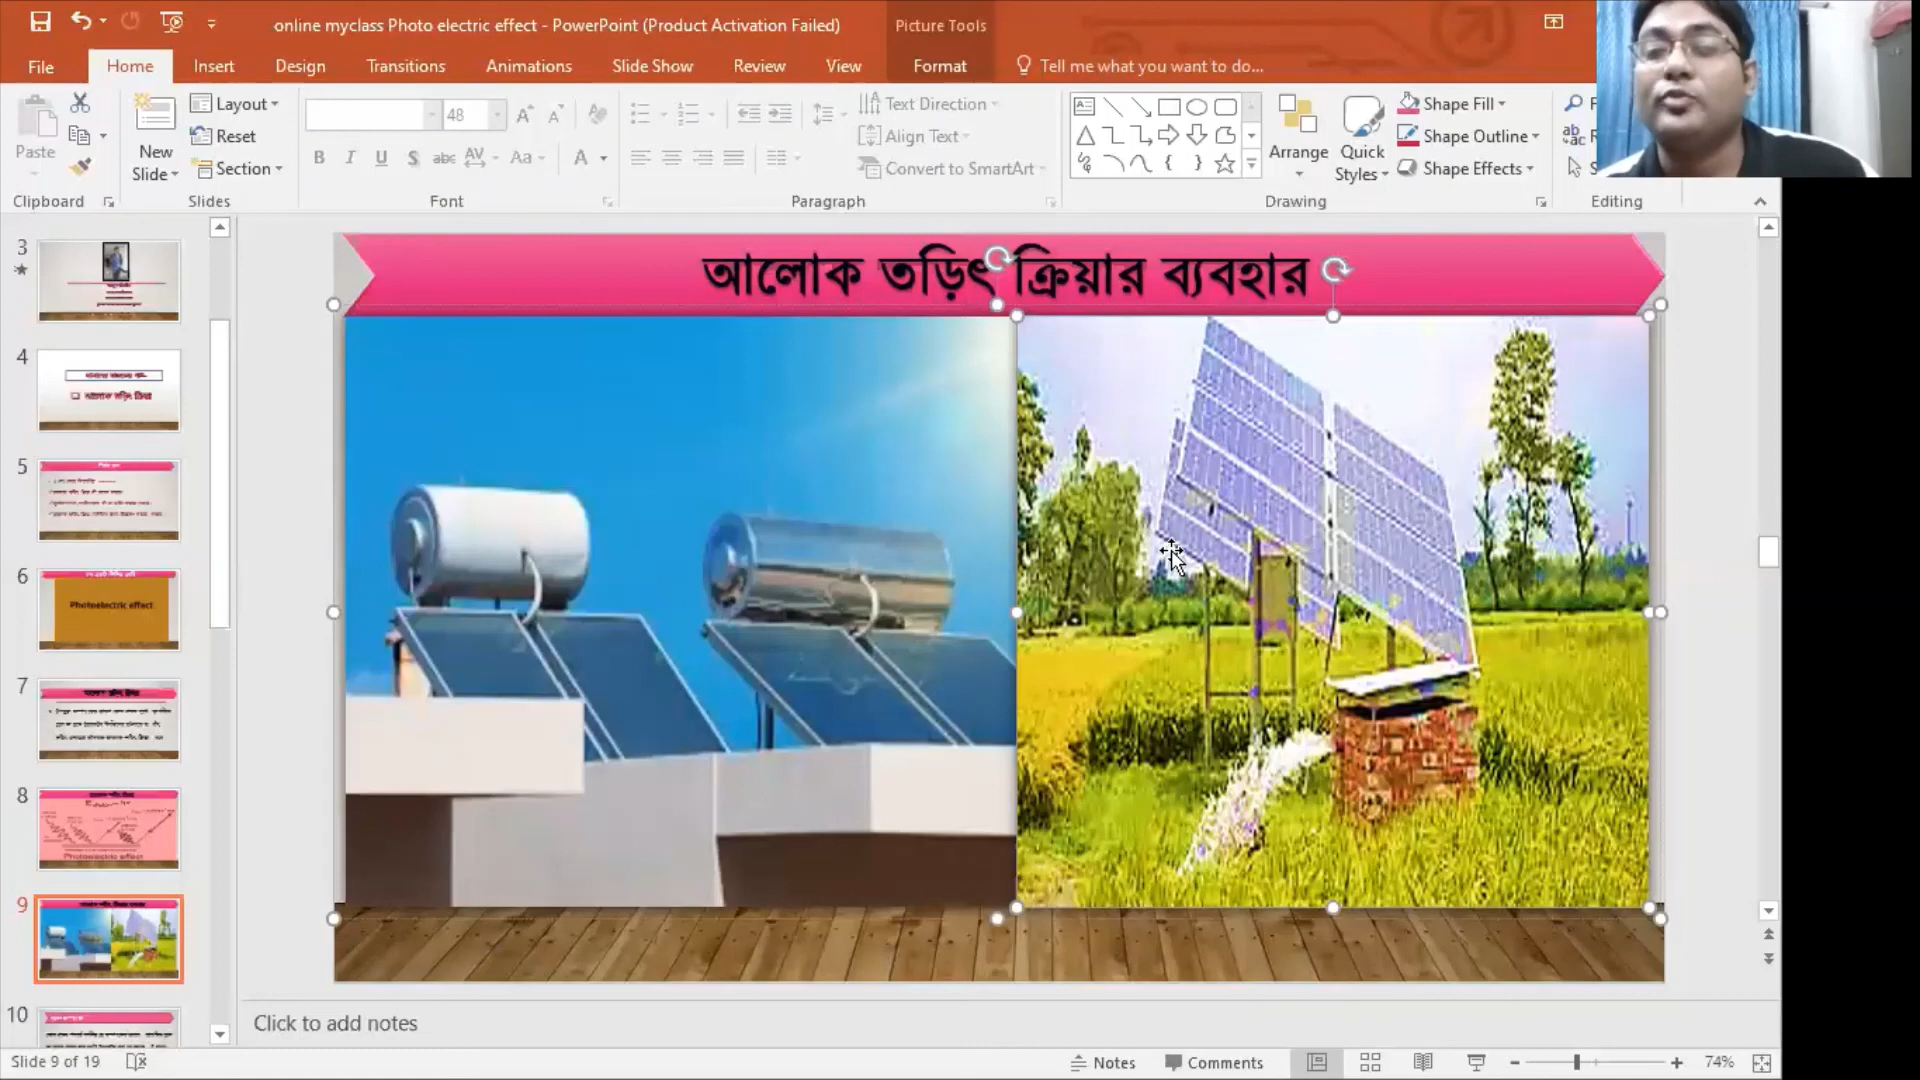 online myclass Photo electric effect - PowerPoint (Product Activation Failed)
Picture Tools
File
Home
Insert
Design
Transitions
Animations
Slide Show
Review
View
Format
Tell me what you want to do...
Paste
New Slide
Layout
Reset
Section
48
Text Direction
Align Text
Convert to SmartArt
Arrange
Quick Styles
Shape Fill
Shape Outline
Shape Effects
Clipboard
Slides
Font
Paragraph
Drawing
Editing
3
4
5
6
Photoelectric effect
7
8
Photoelectric effect
9
10
আলোক তড়িৎ ক্রিয়ার ব্যবহার
Click to add notes
Slide 9 of 19
Notes
Comments
74%